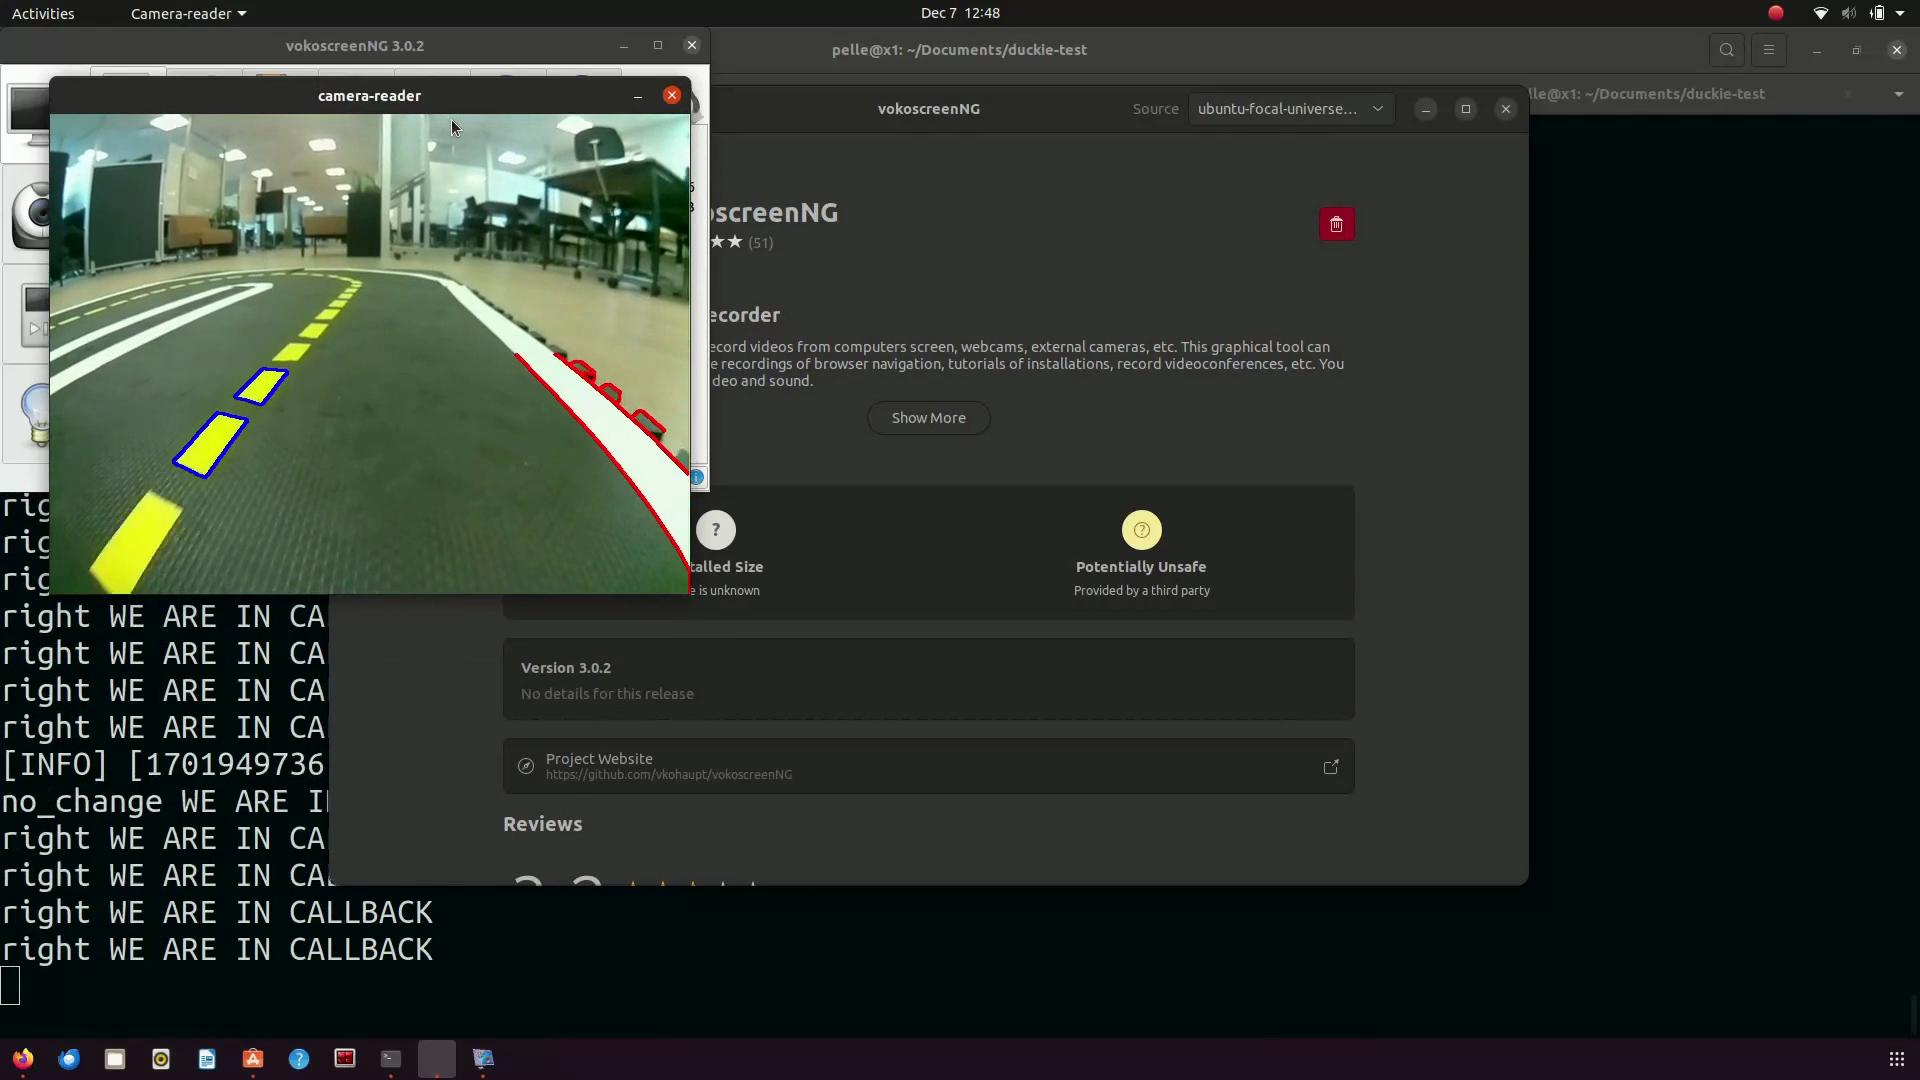 Activities
Camera-reader
Dec 7 12:48
vokoscreenNG 3.0.2
pelle@x1: ~/Documents/duckie-test
camera-reader
vokoscreenNG
Source
ubuntu-focal-universe...
lle@x1: ~/Documents/duckie-test
oscreenNG
(51)
ecorder
ecord videos from computers screen, webcams, external cameras, etc. This graphical tool can
e recordings of browser navigation, tutorials of installations, record videoconferences, etc. You
deo and sound.
Show More
?
?
talled Size
Potentially Unsafe
e is unknown
Provided by a third party
Version 3.0.2
No details for this release
Project Website
https://github.com/vkohaupt/vokoscreenNG
Reviews
rig
rig
rig
right WE ARE IN CA
right WE ARE IN CA
right WE ARE IN CA
right WE ARE IN CA
[INFO] [1701949736
no_change WE ARE I
right WE ARE IN CA
right WE ARE IN CA
right WE ARE IN CALLBACK
right WE ARE IN CALLBACK